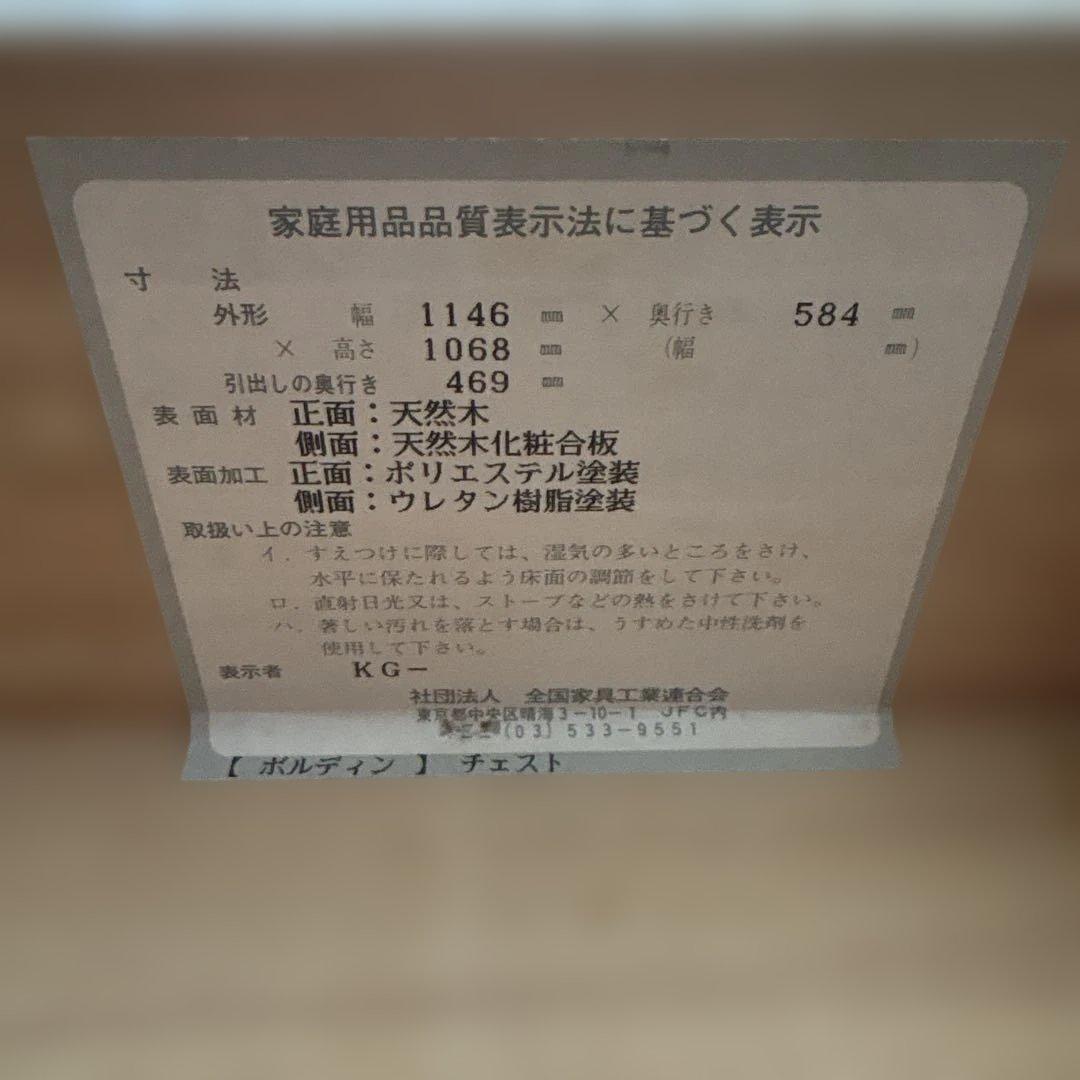 家庭用品品質表示法に基づく表示
寸 法
外形 幅 1146 mm × 奥行き 584 mm
× 高さ 1068 mm (幅 mm)
引出しの奥行き 469 mm
表面材 正面：天然木
側面：天然木化粧合板
表面加工 正面：ポリエステル塗装
側面：ウレタン樹脂塗装
取扱い上の注意
イ．すえつけに際しては、湿気の多いところをさけ、
水平に保たれるよう床面の調節をして下さい。
ロ．直射日光又は、ストーブなどの熱をさけて下さい。
ハ．著しい汚れを落とす場合は、うすめた中性洗剤を
使用して下さい。
表示者 KG－
社団法人 全国家具工業連合会
東京都中央区晴海3－10－1 JFC内
(03) 533－9551
【 ボルディン 】 チェスト